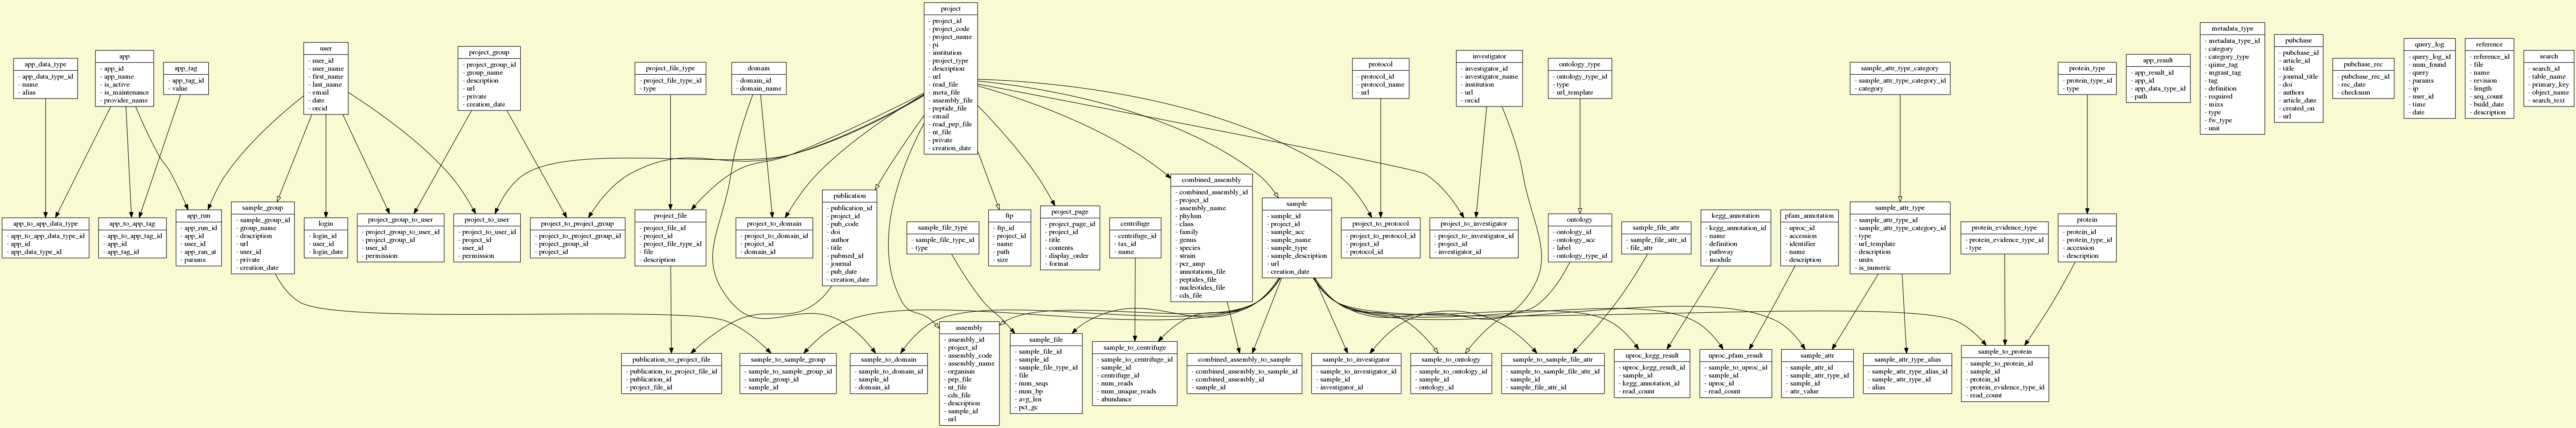 project
- project_id
- project_code
- project_name
- pi
- institution
- project_type
- description
- url
- read_file
- meta_file
- assembly_file
- peptide_file
- email
- read_pep_file
- nt_file
- private
- creation_date
app_data_type
- app_data_type_id
- name
- alias
app
- app_id
- app_name
- is_active
- is_maintenance
- provider_name
app_tag
- app_tag_id
- value
user
- user_id
- user_name
- first_name
- last_name
- email
- date
- orcid
project_group
- project_group_id
- group_name
- description
- url
- private
- creation_date
project_file_type
- project_file_type_id
- type
domain
- domain_id
- domain_name
protocol
- protocol_id
- protocol_name
- url
investigator
- investigator_id
- investigator_name
- institution
- url
- orcid
ontology_type
- ontology_type_id
- type
- url_template
sample_attr_type_category
- sample_attr_type_category_id
- category
protein_type
- protein_type_id
- type
app_result
- app_result_id
- app_id
- app_data_type_id
- path
metadata_type
- metadata_type_id
- category
- category_type
- qiime_tag
- mgrast_tag
- tag
- definition
- required
- mixs
- type
- fw_type
- unit
pubchase
- pubchase_id
- article_id
- title
- journal_title
- doi
- authors
- article_date
- created_on
- url
pubchase_rec
- pubchase_rec_id
- rec_date
- checksum
query_log
- query_log_id
- num_found
- query
- params
- ip
- user_id
- time
- date
reference
- reference_id
- file
- name
- revision
- length
- seq_count
- build_date
- description
search
- search_id
- table_name
- primary_key
- object_name
- search_text
app_to_app_data_type
- app_to_app_data_type_id
- app_id
- app_data_type_id
app_to_app_tag
- app_to_app_tag_id
- app_id
- app_tag_id
app_run
- app_run_id
- app_id
- user_id
- app_ran_at
- params
sample_group
- sample_group_id
- group_name
- description
- url
- user_id
- private
- creation_date
login
- login_id
- user_id
- login_date
project_group_to_user
- project_group_to_user_id
- project_group_id
- user_id
- permission
project_to_user
- project_to_user_id
- project_id
- user_id
- permission
project_to_project_group
- project_to_project_group_id
- project_group_id
- project_id
project_file
- project_file_id
- project_id
- project_file_type_id
- file
- description
project_to_domain
- project_to_domain_id
- project_id
- domain_id
publication
- publication_id
- project_id
- pub_code
- doi
- author
- title
- pubmed_id
- journal
- pub_date
- creation_date
sample_file_type
- sample_file_type_id
- type
ftp
- ftp_id
- project_id
- name
- path
- size
project_page
- project_page_id
- project_id
- title
- contents
- display_order
- format
centrifuge
- centrifuge_id
- tax_id
- name
combined_assembly
- combined_assembly_id
- project_id
- assembly_name
- phylum
- class
- family
- genus
- species
- strain
- pcr_amp
- annotations_file
- peptides_file
- nucleotides_file
- cds_file
sample
- sample_id
- project_id
- sample_acc
- sample_name
- sample_type
- sample_description
- url
- creation_date
project_to_protocol
- project_to_protocol_id
- project_id
- protocol_id
project_to_investigator
- project_to_investigator_id
- project_id
- investigator_id
ontology
- ontology_id
- ontology_acc
- label
- ontology_type_id
sample_file_attr
- sample_file_attr_id
- file_attr
kegg_annotation
- kegg_annotation_id
- name
- definition
- pathway
- module
pfam_annotation
- uproc_id
- accession
- identifier
- name
- description
sample_attr_type
- sample_attr_type_id
- sample_attr_type_category_id
- type
- url_template
- description
- units
- is_numeric
protein_evidence_type
- protein_evidence_type_id
- type
protein
- protein_id
- protein_type_id
- accession
- description
publication_to_project_file
- publication_to_project_file_id
- publication_id
- project_file_id
sample_to_sample_group
- sample_to_sample_group_id
- sample_group_id
- sample_id
sample_to_domain
- sample_to_domain_id
- sample_id
- domain_id
assembly
- assembly_id
- project_id
- assembly_code
- assembly_name
- organism
- pep_file
- nt_file
- cds_file
- description
- sample_id
- url
sample_file
- sample_file_id
- sample_id
- sample_file_type_id
- file
- num_seqs
- num_bp
- avg_len
- pct_gc
sample_to_centrifuge
- sample_to_centrifuge_id
- sample_id
- centrifuge_id
- num_reads
- num_unique_reads
- abundance
combined_assembly_to_sample
- combined_assembly_to_sample_id
- combined_assembly_id
- sample_id
sample_to_investigator
- sample_to_investigator_id
- sample_id
- investigator_id
sample_to_ontology
- sample_to_ontology_id
- sample_id
- ontology_id
sample_to_sample_file_attr
- sample_to_sample_file_attr_id
- sample_id
- sample_file_attr_id
uproc_kegg_result
- uproc_kegg_result_id
- sample_id
- kegg_annotation_id
- read_count
uproc_pfam_result
- sample_to_uproc_id
- sample_id
- uproc_id
- read_count
sample_attr
- sample_attr_id
- sample_attr_type_id
- sample_id
- attr_value
sample_attr_type_alias
- sample_attr_type_alias_id
- sample_attr_type_id
- alias
sample_to_protein
- sample_to_protein_id
- sample_id
- protein_id
- protein_evidence_type_id
- read_count